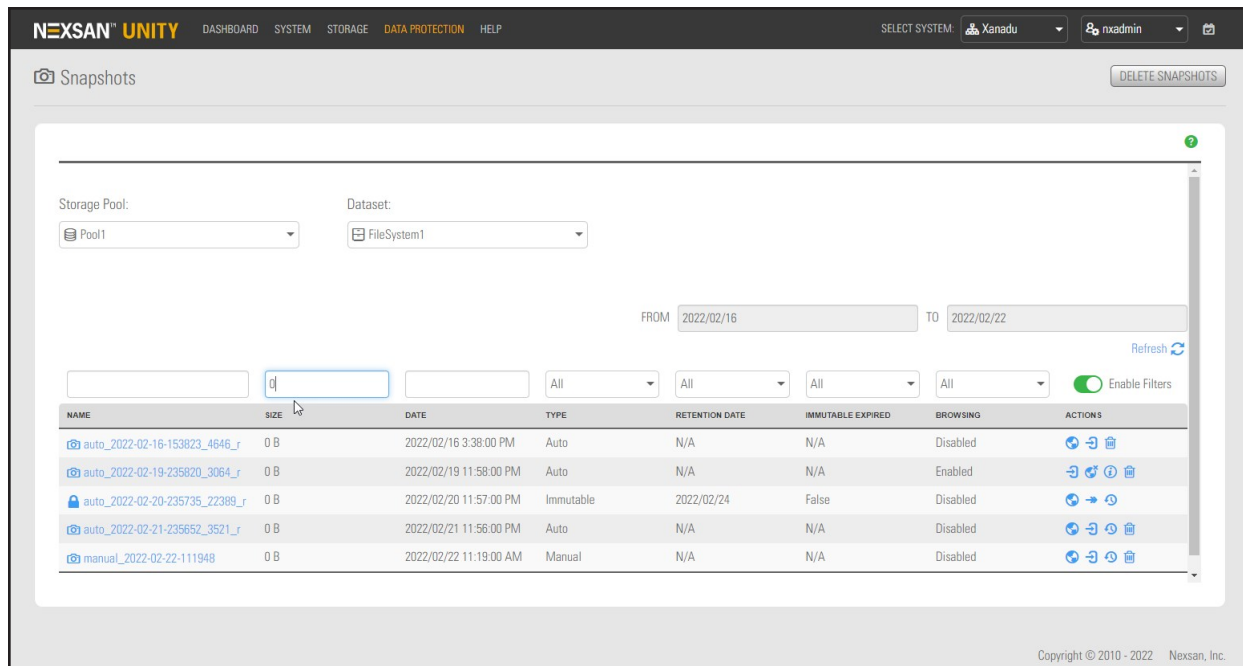 NEXSAN™ UNITY DASHBOARD SYSTEM STORAGE DATA PROTECTION HELP SELECT SYSTEM: Xanadu nxadmin
Snapshots DELETE SNAPSHOTS
Storage Pool: Dataset:
Pool1 FileSystem1
FROM 2022/02/16 TO 2022/02/22
Refresh
0 All All All All Enable Filters
NAME SIZE DATE TYPE RETENTION DATE IMMUTABLE EXPIRED BROWSING ACTIONS
auto_2022-02-16-153823_4646_r 0 B 2022/02/16 3:38:00 PM Auto N/A N/A Disabled
auto_2022-02-19-235820_3064_r 0 B 2022/02/19 11:58:00 PM Auto N/A N/A Enabled
auto_2022-02-20-235735_22389_r 0 B 2022/02/20 11:57:00 PM Immutable 2022/02/24 False Disabled
auto_2022-02-21-235652_3521_r 0 B 2022/02/21 11:56:00 PM Auto N/A N/A Disabled
manual_2022-02-22-111948 0 B 2022/02/22 11:19:00 AM Manual N/A N/A Disabled
Copyright © 2010 - 2022 Nexsan, Inc.